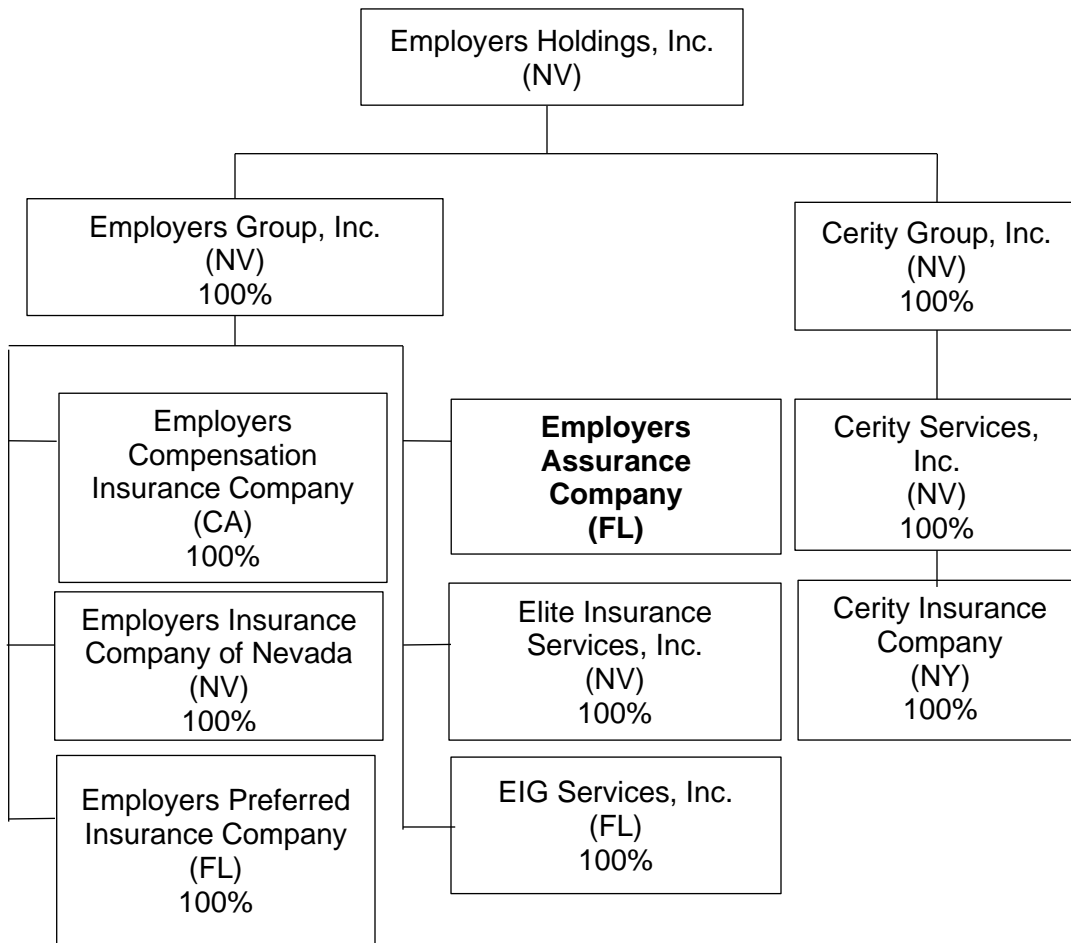 Employers Holdings, Inc.
(NV)
Employers Group, Inc.
(NV)
100%
Cerity Group, Inc.
(NV)
100%
Employers
Compensation
Insurance Company
(CA)
100%
Employers
Assurance
Company
(FL)
Cerity Services,
Inc.
(NV)
100%
Employers Insurance
Company of Nevada
(NV)
100%
Elite Insurance
Services, Inc.
(NV)
100%
Cerity Insurance
Company
(NY)
100%
Employers Preferred
Insurance Company
(FL)
100%
EIG Services, Inc.
(FL)
100%